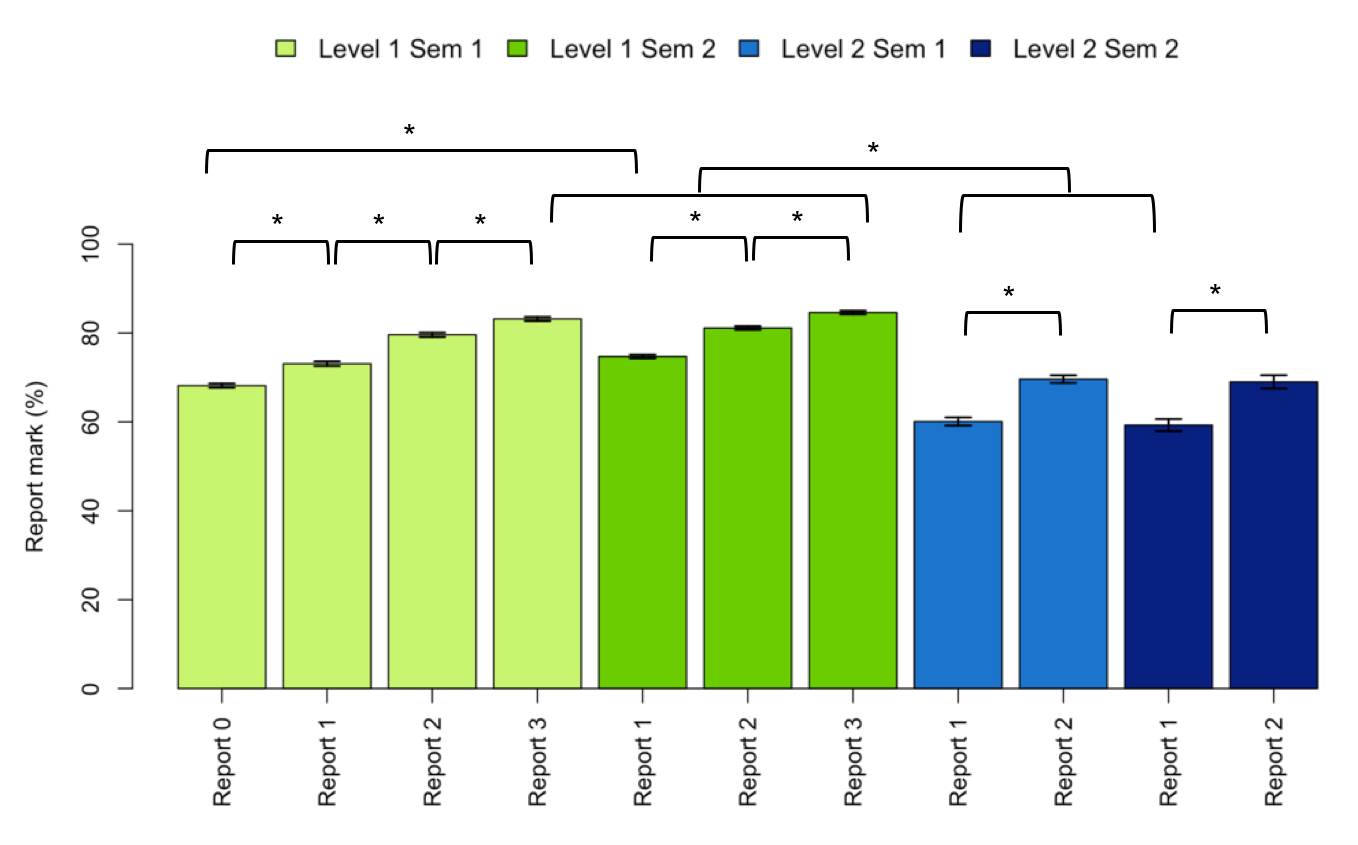 Level 1 Sem 1 Level 1 Sem 2 Level 2 Sem 1 Level 2 Sem 2
*
*
* * *
* *
*
*
Report mark (%)
100
80
60
40
20
0
Report 0
Report 1
Report 2
Report 3
Report 1
Report 2
Report 3
Report 1
Report 2
Report 1
Report 2